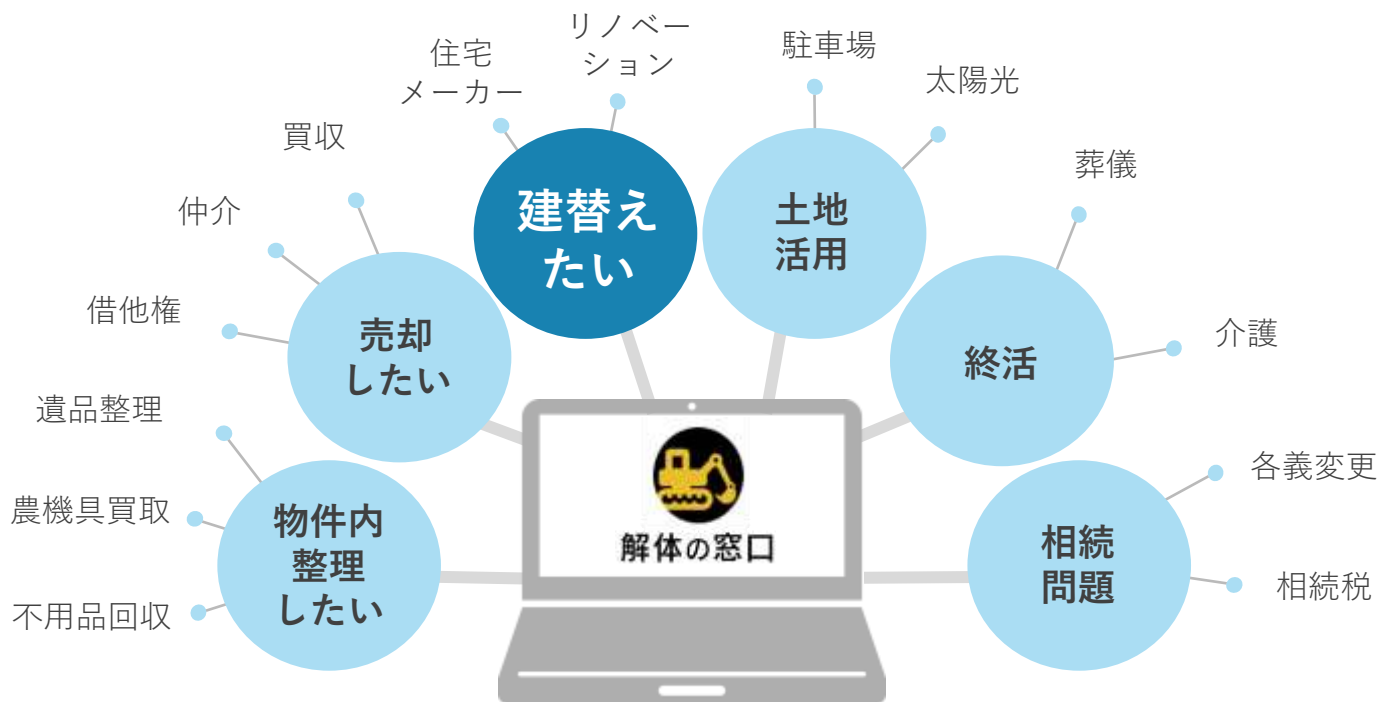 リノベー
ション
住宅
メーカー
駐車場
太陽光
買収
葬儀
仲介
建替え
たい
土地
活用
借他権
売却
したい
終活
介護
遺品整理
農機具買取
物件内
整理
したい
不用品回収
解体の窓口
各義変更
相続
問題
相続税